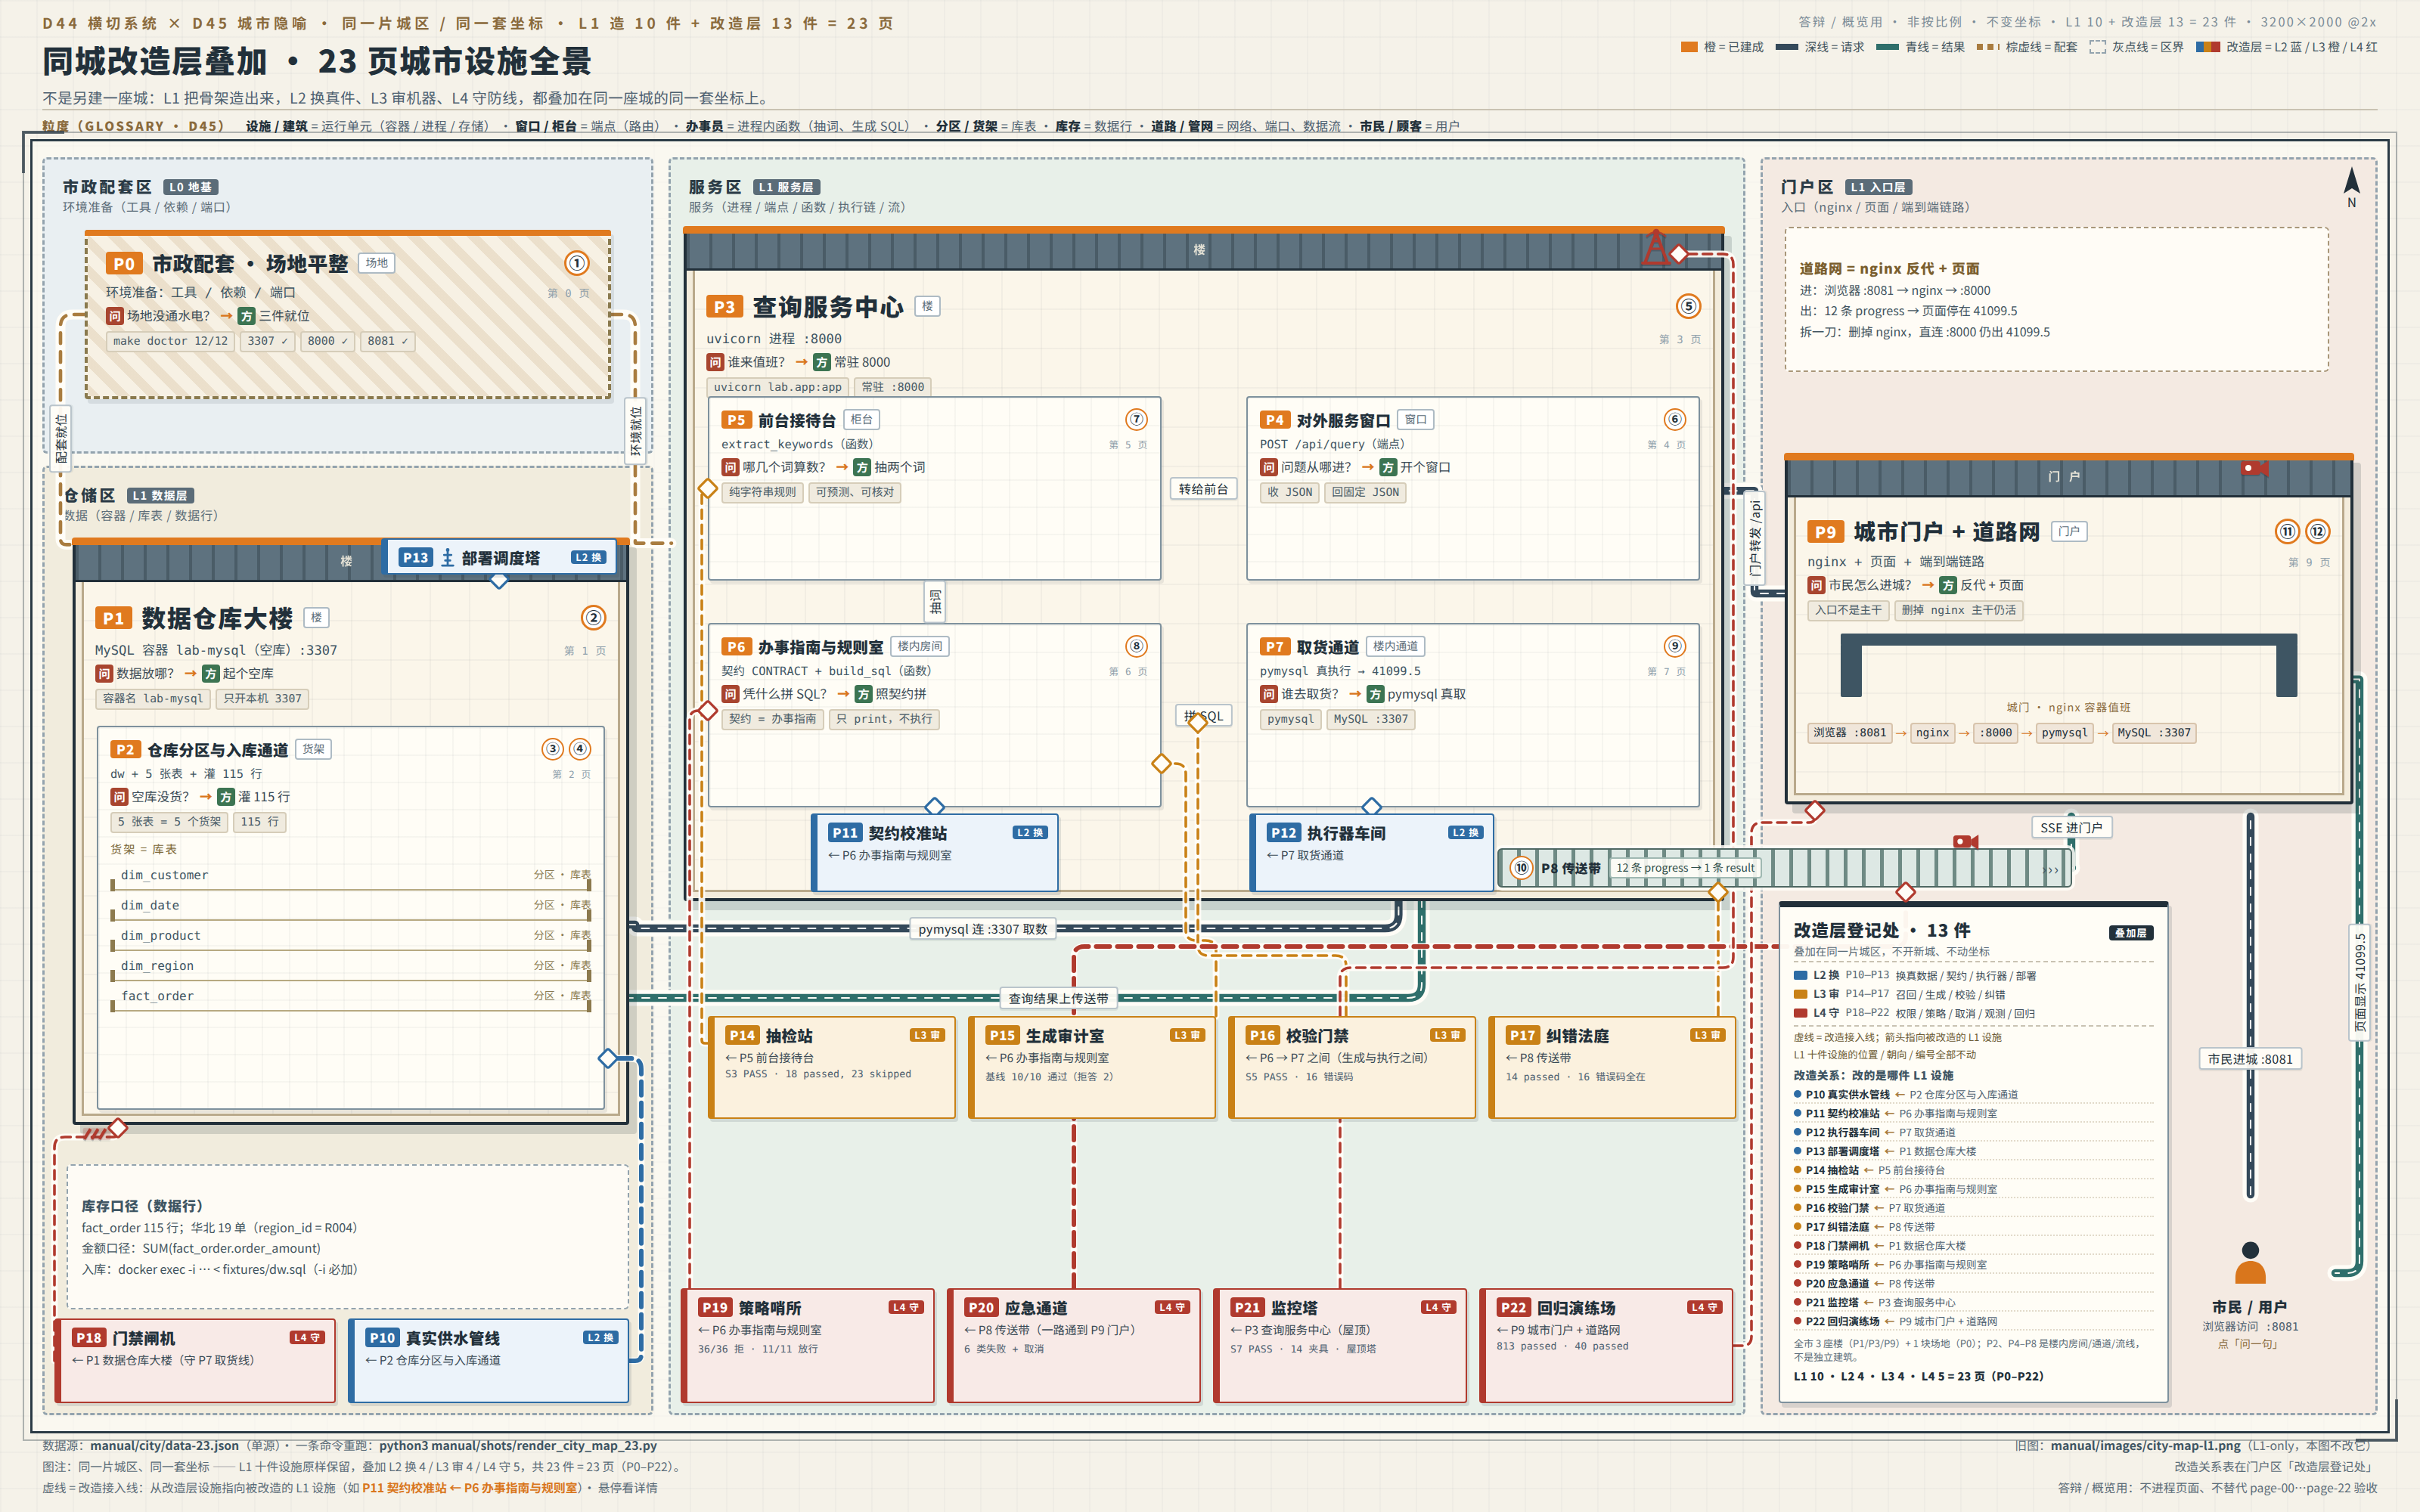 D44 横切系统 × D45 城市隐喻 · 同一片城区 / 同一套坐标 · L1 造 10 件 + 改造层 13 件 = 23 页
同城改造层叠加 · 23 页城市设施全景
不是另建一座城：L1 把骨架造出来，L2 换真件、L3 审机器、L4 守防线，都叠加在同一座城的同一套坐标上。
答辩 / 概览用 · 非按比例 · 不变坐标 · L1 10 + 改造层 13 = 23 件 · 3200×2000 @2x
橙 = 已建成 深线 = 请求 青线 = 结果 棕虚线 = 配套 灰点线 = 区界 改造层 = L2 蓝 / L3 橙 / L4 红
粒度（GLOSSARY · D45） 设施 / 建筑 = 运行单元（容器 / 进程 / 存储） · 窗口 / 柜台 = 端点（路由） · 办事员 = 进程内函数（抽词、生成 SQL） · 分区 / 货架 = 库表 · 库存 = 数据行 · 道路 / 管网 = 网络、端口、数据流 · 市民 / 顾客 = 用户
市政配套区 L0 地基
环境准备（工具 / 依赖 / 端口）
P0 市政配套 · 场地平整 场地 ①
环境准备：工具 / 依赖 / 端口 第 0 页
问 场地没通水电？ → 方 三件就位
make doctor 12/12 3307 ✓ 8000 ✓ 8081 ✓
配套就位
环境就位
仓储区 L1 数据层
数据（容器 / 库表 / 数据行）
楼
P13 部署调度塔 L2 换
P1 数据仓库大楼 楼 ②
MySQL 容器 lab-mysql（空库）:3307 第 1 页
问 数据放哪？ → 方 起个空库
容器名 lab-mysql 只开本机 3307
P2 仓库分区与入库通道 货架 ③ ④
dw + 5 张表 + 灌 115 行 第 2 页
问 空库没货？ → 方 灌 115 行
5 张表 = 5 个货架 115 行
货架 = 库表
dim_customer 分区 · 库表
dim_date 分区 · 库表
dim_product 分区 · 库表
dim_region 分区 · 库表
fact_order 分区 · 库表
库存口径（数据行）
fact_order 115 行；华北 19 单（region_id = R004）
金额口径：SUM(fact_order.order_amount)
入库：docker exec -i ··· < fixtures/dw.sql（-i 必加）
P18 门禁闸机 L4 守
← P1 数据仓库大楼（守 P7 取货线）
P10 真实供水管线 L2 换
← P2 仓库分区与入库通道
服务区 L1 服务层
服务（进程 / 端点 / 函数 / 执行链 / 流）
楼
P3 查询服务中心 楼 ⑤
uvicorn 进程 :8000 第 3 页
问 谁来值班？ → 方 常驻 8000
uvicorn lab.app:app 常驻 :8000
P5 前台接待台 柜台 ⑦
extract_keywords（函数） 第 5 页
问 哪几个词算数？ → 方 抽两个词
纯字符串规则 可预测、可核对
转给前台
P4 对外服务窗口 窗口 ⑥
POST /api/query（端点） 第 4 页
问 问题从哪进？ → 方 开个窗口
收 JSON 回固定 JSON
抽词
P6 办事指南与规则室 楼内房间 ⑧
契约 CONTRACT + build_sql（函数） 第 6 页
问 凭什么拼 SQL？ → 方 照契约拼
契约 = 办事指南 只 print，不执行
拼 SQL
P7 取货通道 楼内通道 ⑨
pymysql 真执行 → 41099.5 第 7 页
问 谁去取货？ → 方 pymysql 真取
pymysql MySQL :3307
P11 契约校准站 L2 换
← P6 办事指南与规则室
P12 执行器车间 L2 换
← P7 取货通道
⑩ P8 传送带 12 条 progress → 1 条 result ›››
pymysql 连 :3307 取数
查询结果上传送带
P14 抽检站 L3 审
← P5 前台接待台
S3 PASS · 18 passed, 23 skipped
P15 生成审计室 L3 审
← P6 办事指南与规则室
基线 10/10 通过（拒答 2）
P16 校验门禁 L3 审
← P6 → P7 之间（生成与执行之间）
S5 PASS · 16 错误码
P17 纠错法庭 L3 审
← P8 传送带
14 passed · 16 错误码全在
P19 策略哨所 L4 守
← P6 办事指南与规则室
36/36 拒 · 11/11 放行
P20 应急通道 L4 守
← P8 传送带（一路通到 P9 门户）
6 类失败 + 取消
P21 监控塔 L4 守
← P3 查询服务中心（屋顶）
S7 PASS · 14 夹具 · 屋顶塔
P22 回归演练场 L4 守
← P9 城市门户 + 道路网
813 passed · 40 passed
门户区 L1 入口层
入口（nginx / 页面 / 端到端链路）
N
道路网 = nginx 反代 + 页面
进：浏览器 :8081 → nginx → :8000
出：12 条 progress → 页面停在 41099.5
拆一刀：删掉 nginx，直连 :8000 仍出 41099.5
门户转发 /api
门 户
P9 城市门户 + 道路网 门户 ⑪ ⑫
nginx + 页面 + 端到端链路 第 9 页
问 市民怎么进城？ → 方 反代 + 页面
入口不是主干 删掉 nginx 主干仍活
城门 · nginx 容器值班
浏览器 :8081 → nginx → :8000 → pymysql → MySQL :3307
SSE 进门户
页面显示 41099.5
市民进城 :8081
市民 / 用户
浏览器访问 :8081
点「问一句」
改造层登记处 · 13 件 叠加层
叠加在同一片城区，不开新城、不动坐标
L2 换 P10–P13 换真数据 / 契约 / 执行器 / 部署
L3 审 P14–P17 召回 / 生成 / 校验 / 纠错
L4 守 P18–P22 权限 / 策略 / 取消 / 观测 / 回归
虚线 = 改造接入线；箭头指向被改造的 L1 设施
L1 十件设施的位置 / 朝向 / 编号全部不动
改造关系：改的是哪件 L1 设施
P10 真实供水管线 ← P2 仓库分区与入库通道
P11 契约校准站 ← P6 办事指南与规则室
P12 执行器车间 ← P7 取货通道
P13 部署调度塔 ← P1 数据仓库大楼
P14 抽检站 ← P5 前台接待台
P15 生成审计室 ← P6 办事指南与规则室
P16 校验门禁 ← P7 取货通道
P17 纠错法庭 ← P8 传送带
P18 门禁闸机 ← P1 数据仓库大楼
P19 策略哨所 ← P6 办事指南与规则室
P20 应急通道 ← P8 传送带
P21 监控塔 ← P3 查询服务中心
P22 回归演练场 ← P9 城市门户 + 道路网
全市 3 座楼（P1/P3/P9）+ 1 块场地（P0）；P2、P4–P8 是楼内房间/通道/流线，
不是独立建筑。
L1 10 · L2 4 · L3 4 · L4 5 = 23 页（P0–P22）
数据源：manual/city/data-23.json（单源）· 一条命令重跑：python3 manual/shots/render_city_map_23.py
图注：同一片城区、同一套坐标 —— L1 十件设施原样保留，叠加 L2 换 4 / L3 审 4 / L4 守 5，共 23 件 = 23 页（P0–P22）。
虚线 = 改造接入线：从改造层设施指向被改造的 L1 设施（如 P11 契约校准站 ← P6 办事指南与规则室）· 悬停看详情
旧图：manual/images/city-map-l1.png（L1-only，本图不改它）
改造关系表在门户区「改造层登记处」
答辩 / 概览用：不进程页面、不替代 page-00···page-22 验收